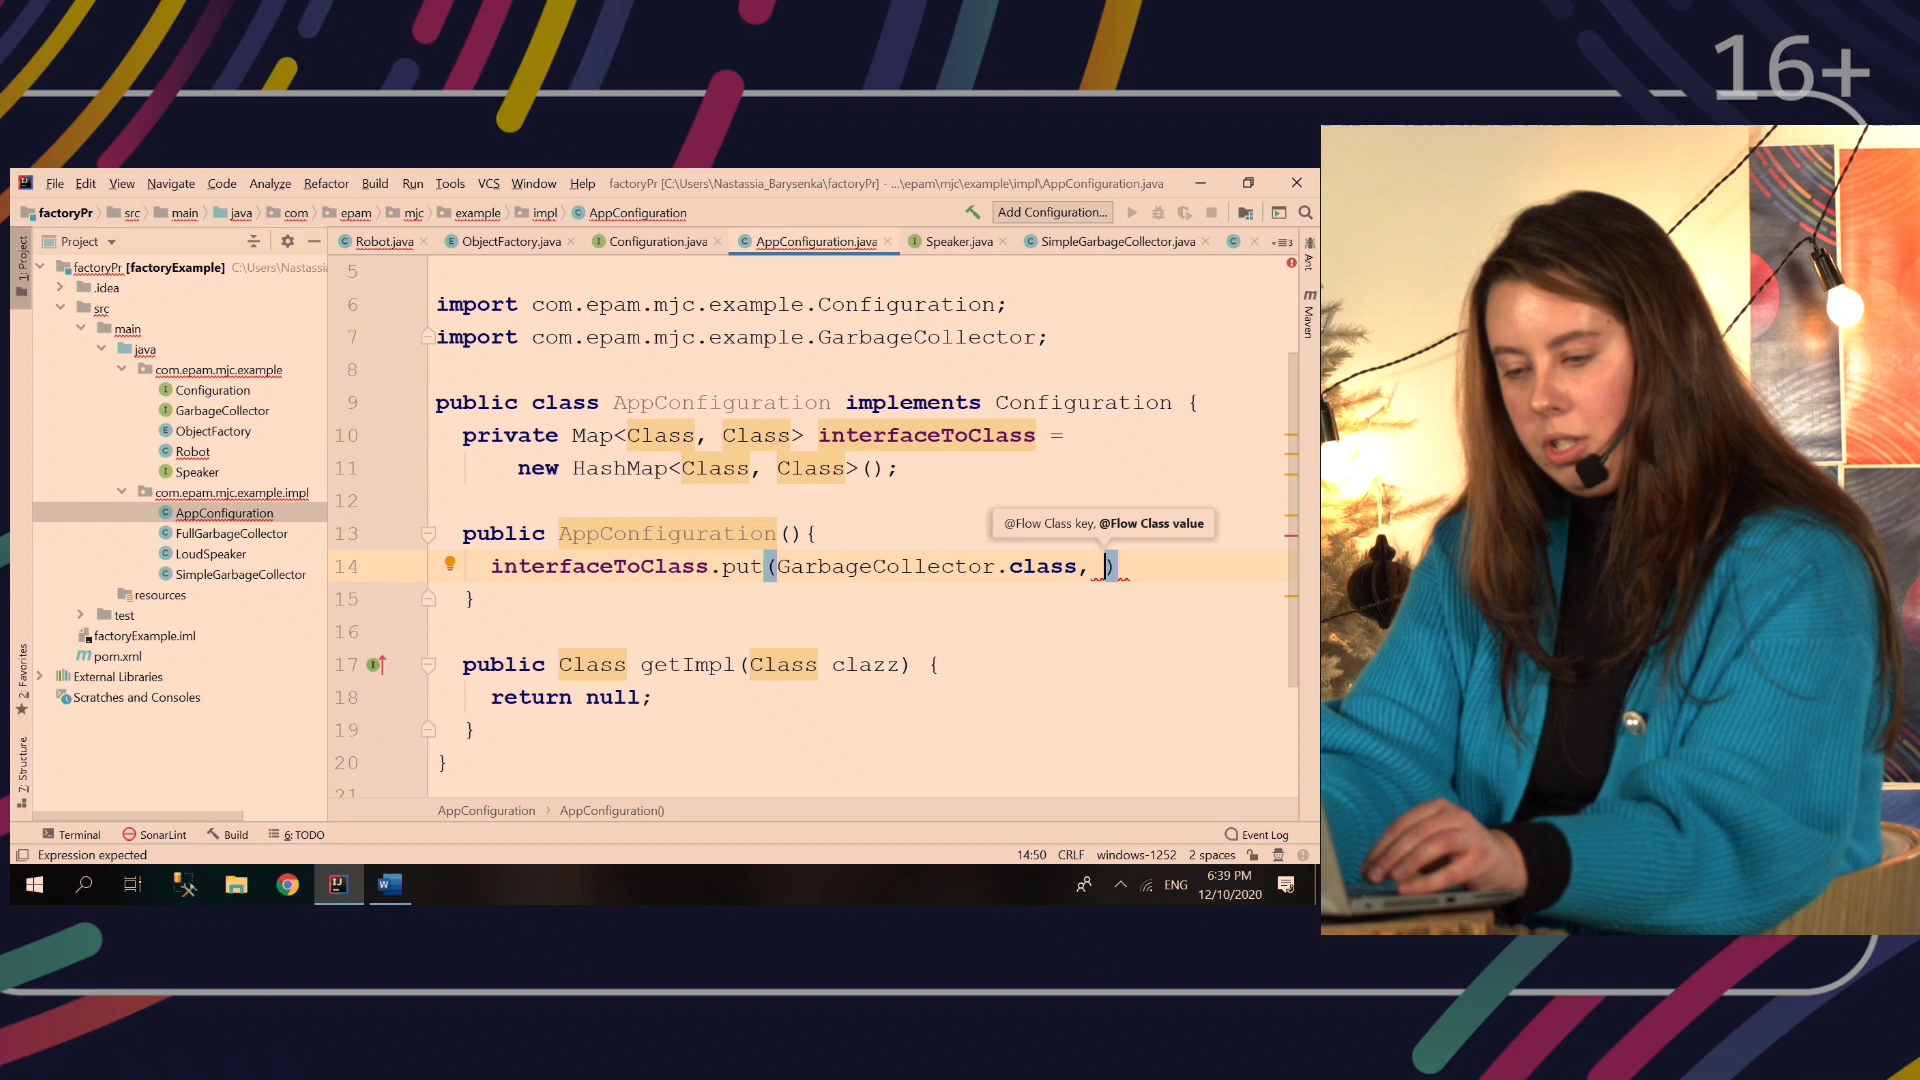 16+
File Edit View Navigate Code Analyze Refactor Build Run Tools VCS Window Help factoryPr [C:\Users\Nastassia_Barysenka\factoryPr] - ...\epam\mjc\example\impl\AppConfiguration.java
factoryPr src main java com epam mjc example impl AppConfiguration Add Configuration...
Project Robot.java ObjectFactory.java Configuration.java AppConfiguration.java Speaker.java SimpleGarbageCollector.java
1: Project
factoryPr [factoryExample] C:\Users\Nastassia
.idea
src
main
java
com.epam.mjc.example
Configuration
GarbageCollector
ObjectFactory
Robot
Speaker
com.epam.mjc.example.impl
AppConfiguration
FullGarbageCollector
LoudSpeaker
SimpleGarbageCollector
resources
test
factoryExample.iml
pom.xml
External Libraries
Scratches and Consoles
2: Favorites
7: Structure
5
6 import com.epam.mjc.example.Configuration;
7 import com.epam.mjc.example.GarbageCollector;
8
9 public class AppConfiguration implements Configuration {
10 private Map<Class, Class> interfaceToClass =
11 new HashMap<Class, Class>();
12
13 public AppConfiguration(){
@Flow Class key, @Flow Class value
14 interfaceToClass.put(GarbageCollector.class, )
15 }
16
17 public Class getImpl(Class clazz) {
18 return null;
19 }
20 }
21
Ant
Maven
AppConfiguration AppConfiguration()
Terminal SonarLint Build 6: TODO Event Log
Expression expected 14:50 CRLF windows-1252 2 spaces
ENG 6:39 PM
12/10/2020